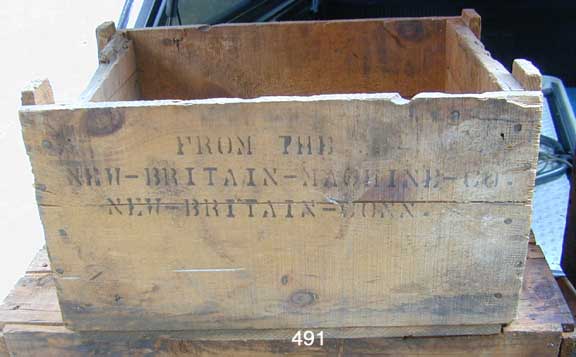 FROM THE
NEW-BRITAIN-MACHINE-CO.
NEW-BRITAIN-CONN.
491